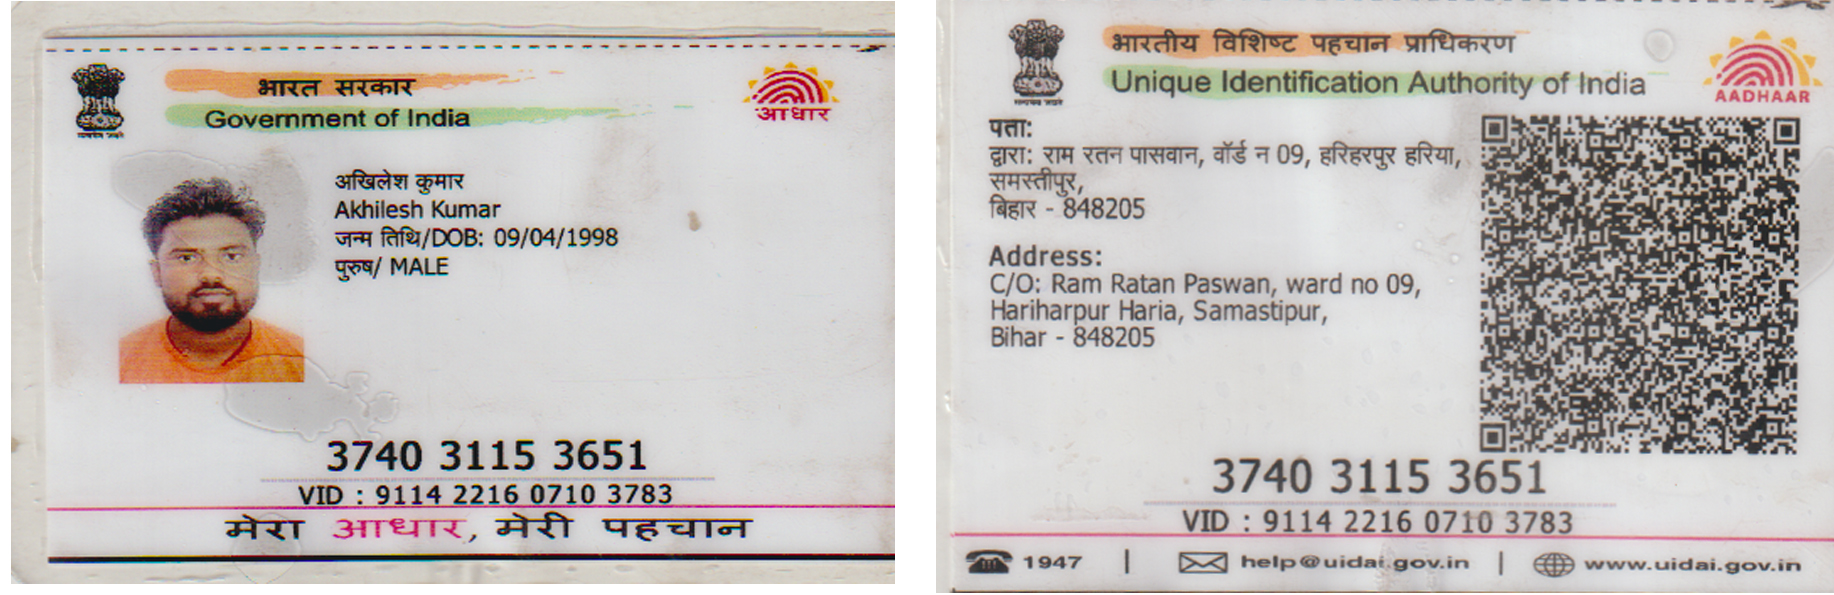 भारत सरकार
Government of India
आधार
अखिलेश कुमार
Akhilesh Kumar
जन्म तिथि/DOB: 09/04/1998
पुरुष/ MALE
3740 3115 3651
VID : 9114 2216 0710 3783
मेरा आधार, मेरी पहचान
भारतीय विशिष्ट पहचान प्राधिकरण
Unique Identification Authority of India
AADHAAR
पता:
द्वारा: राम रतन पासवान, वॉर्ड न 09, हरिहरपुर हरिया,
समस्तीपुर,
बिहार - 848205
Address:
C/O: Ram Ratan Paswan, ward no 09,
Hariharpur Haria, Samastipur,
Bihar - 848205
3740 3115 3651
VID : 9114 2216 0710 3783
1947 | help@uidai.gov.in | www.uidai.gov.in